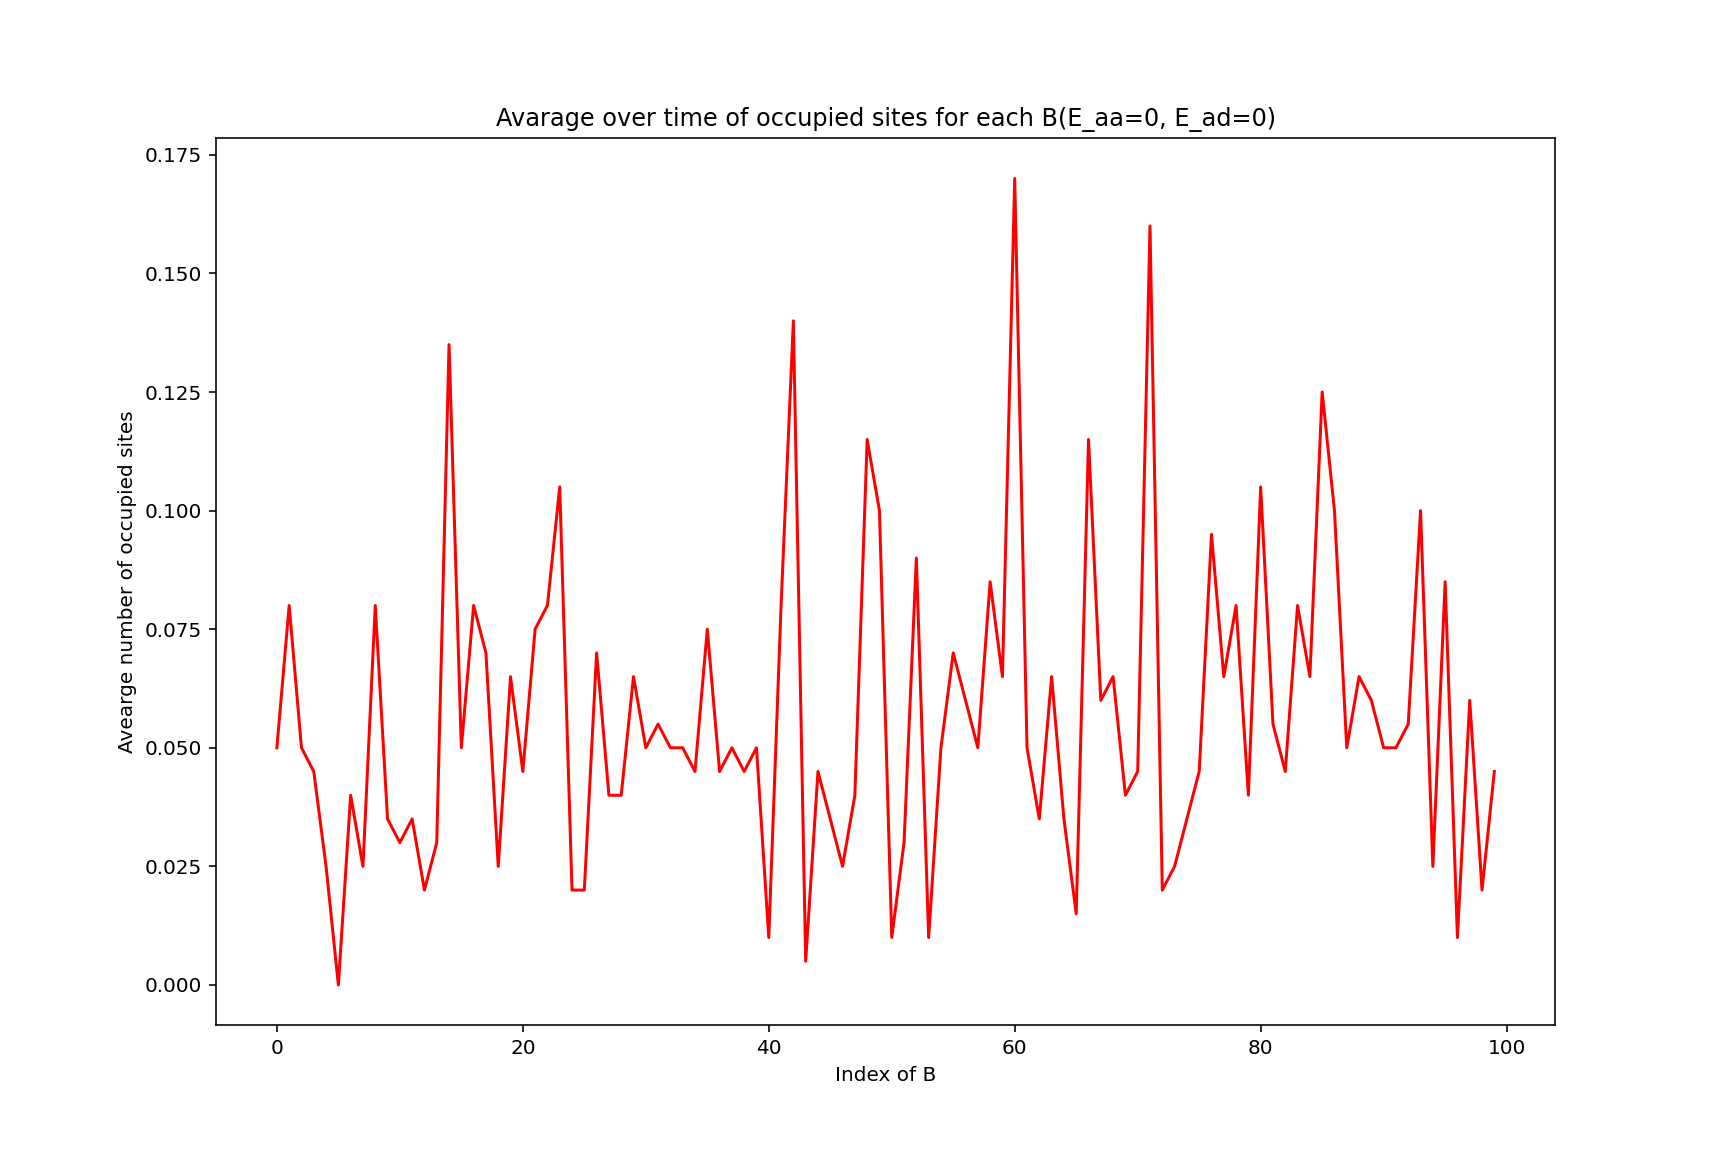 Avarage over time of occupied sites for each B(E_aa=0, E_ad=0)
0.175
0.150
0.125
0.100
0.075
0.050
0.025
0.000
Avearge number of occupied sites
0 20 40 60 80 100
Index of B